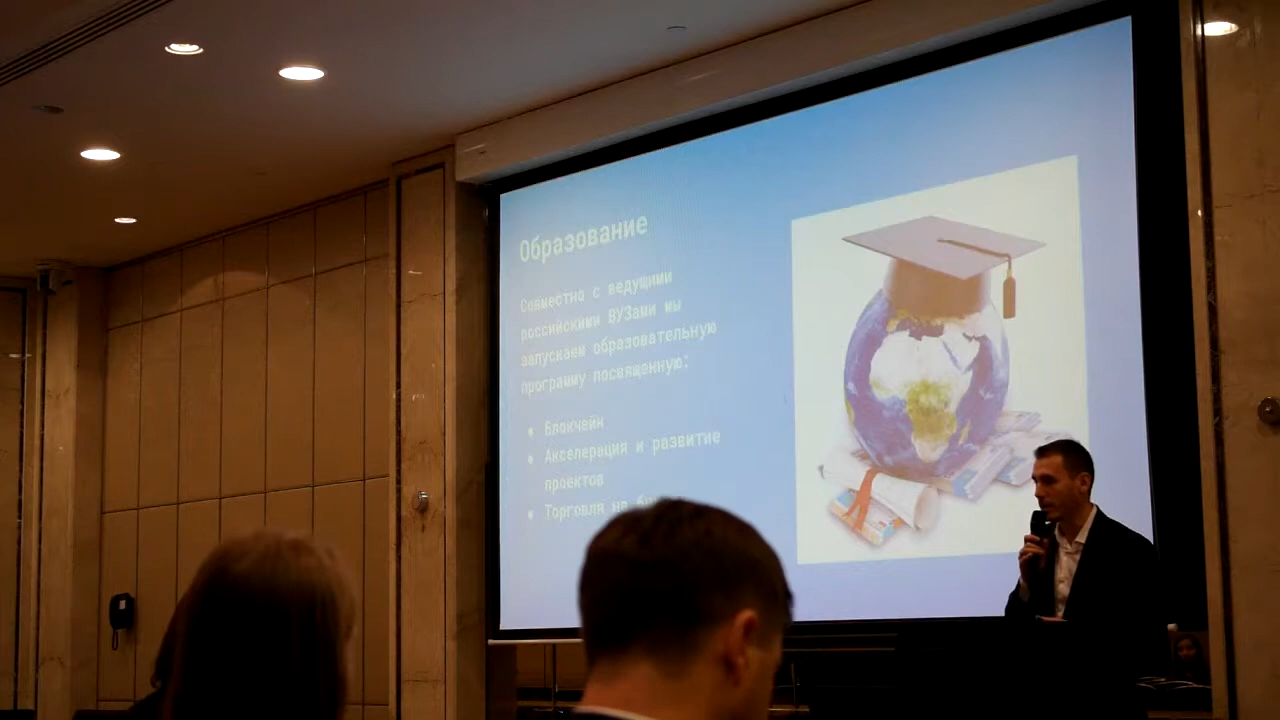 Образование
Совместно с ведущими
российскими ВУЗами мы
запускаем образовательную
программу посвященную:
• Блокчейн
• Акселерация и развитие
проектов
• Торговля на